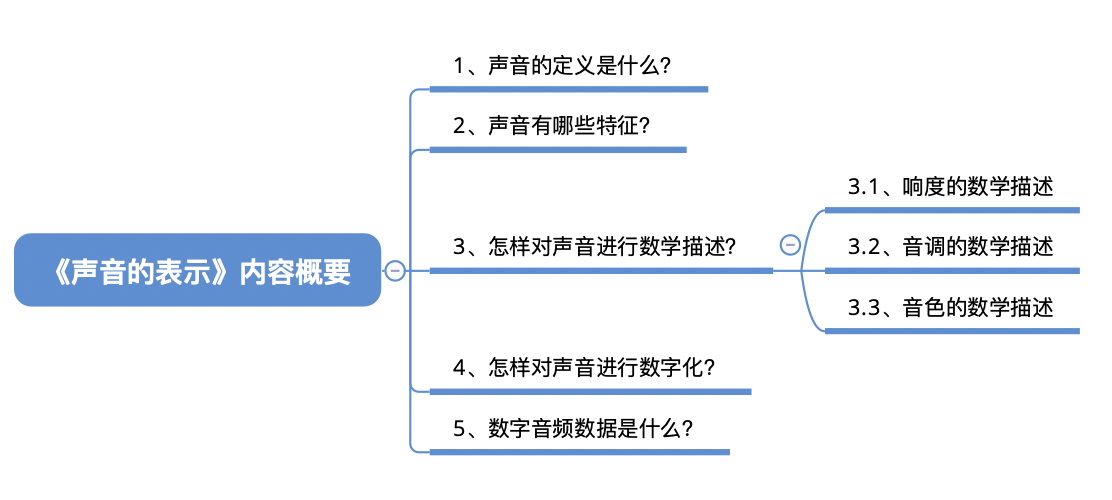 1、声音的定义是什么？
2、声音有哪些特征？
3.1、响度的数学描述
3、怎样对声音进行数学描述？
3.2、音调的数学描述
《声音的表示》内容概要
3.3、音色的数学描述
4、怎样对声音进行数字化？
5、数字音频数据是什么？